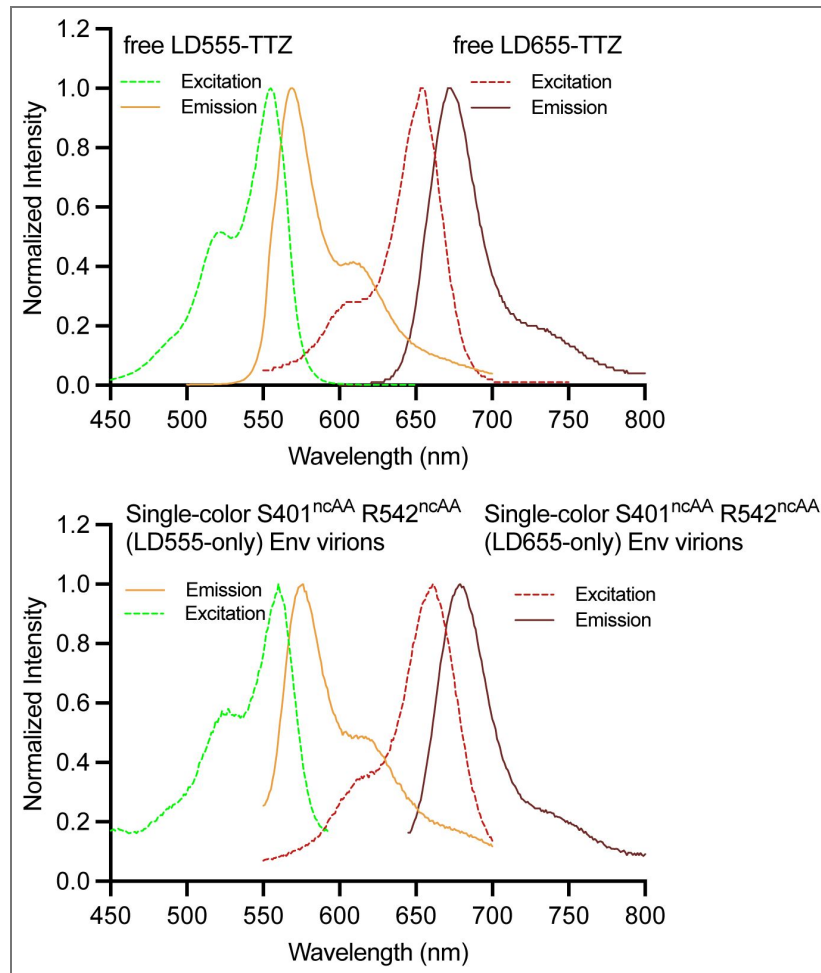 free LD555-TTZ
free LD655-TTZ
Excitation
Emission
Excitation
Emission
Normalized Intensity
1.2
1.0
0.8
0.6
0.4
0.2
0.0
450 500 550 600 650 700 750 800
Wavelength (nm)
Single-color S401ncAA R542ncAA
(LD555-only) Env virions
Single-color S401ncAA R542ncAA
(LD655-only) Env virions
Emission
Excitation
Excitation
Emission
Normalized Intensity
1.2
1.0
0.8
0.6
0.4
0.2
0.0
450 500 550 600 650 700 750 800
Wavelength (nm)